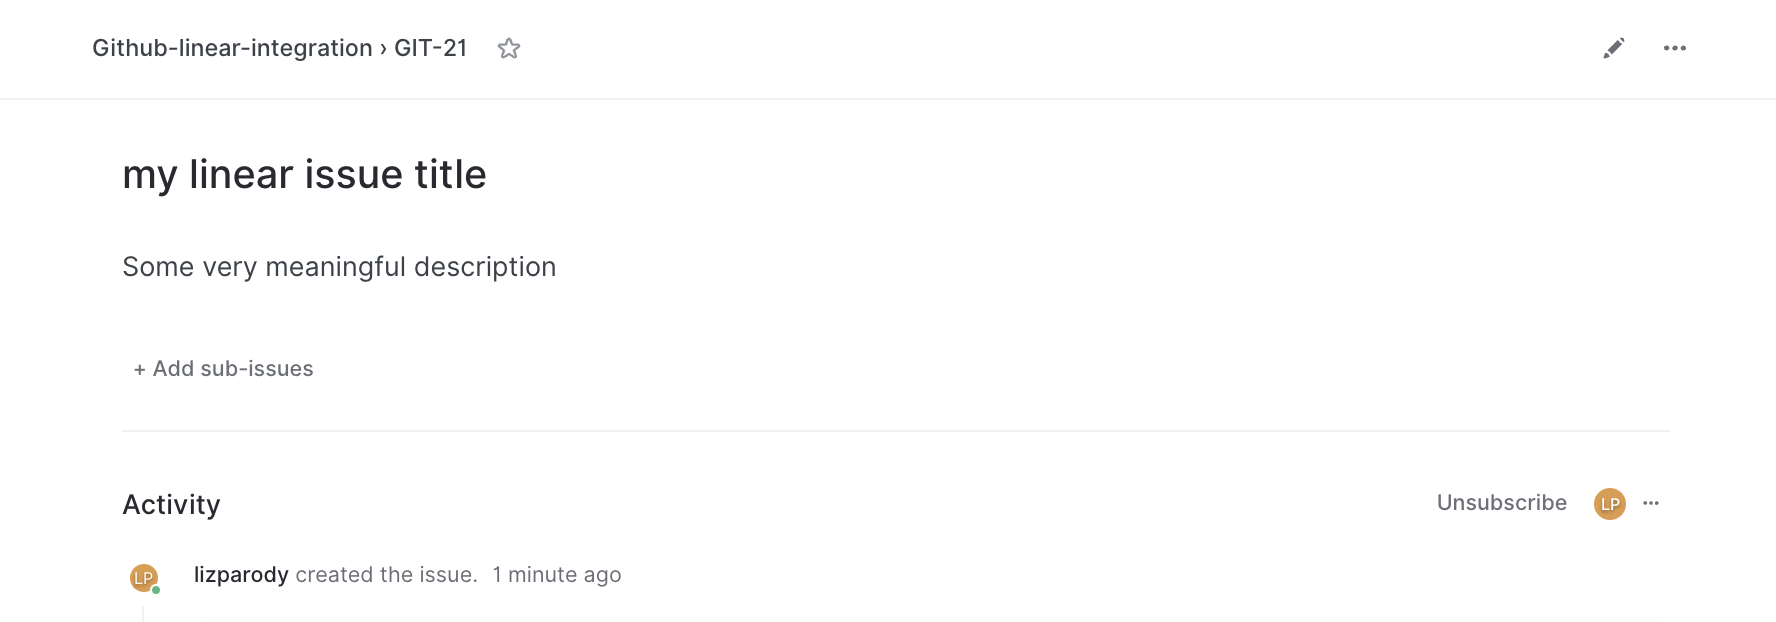 Github-linear-integration › GIT-21
my linear issue title
Some very meaningful description
+ Add sub-issues
Activity
Unsubscribe LP
LP lizparody created the issue. 1 minute ago